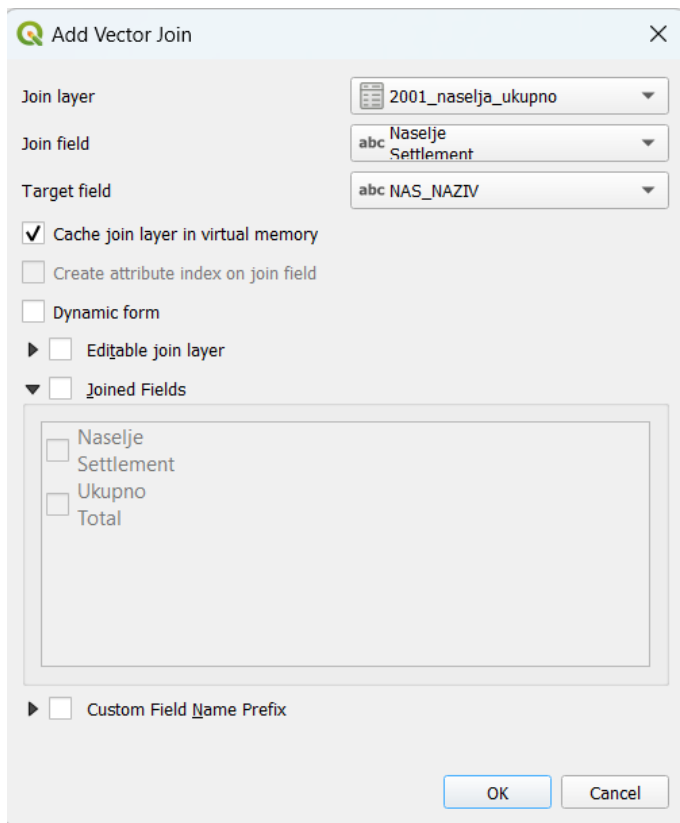 Add Vector Join
Join layer
2001_naselja_ukupno
Join field
abc Naselje
Settlement
Target field
abc NAS_NAZIV
Cache join layer in virtual memory
Create attribute index on join field
Dynamic form
Editable join layer
Joined Fields
Naselje
Settlement
Ukupno
Total
Custom Field Name Prefix
OK
Cancel